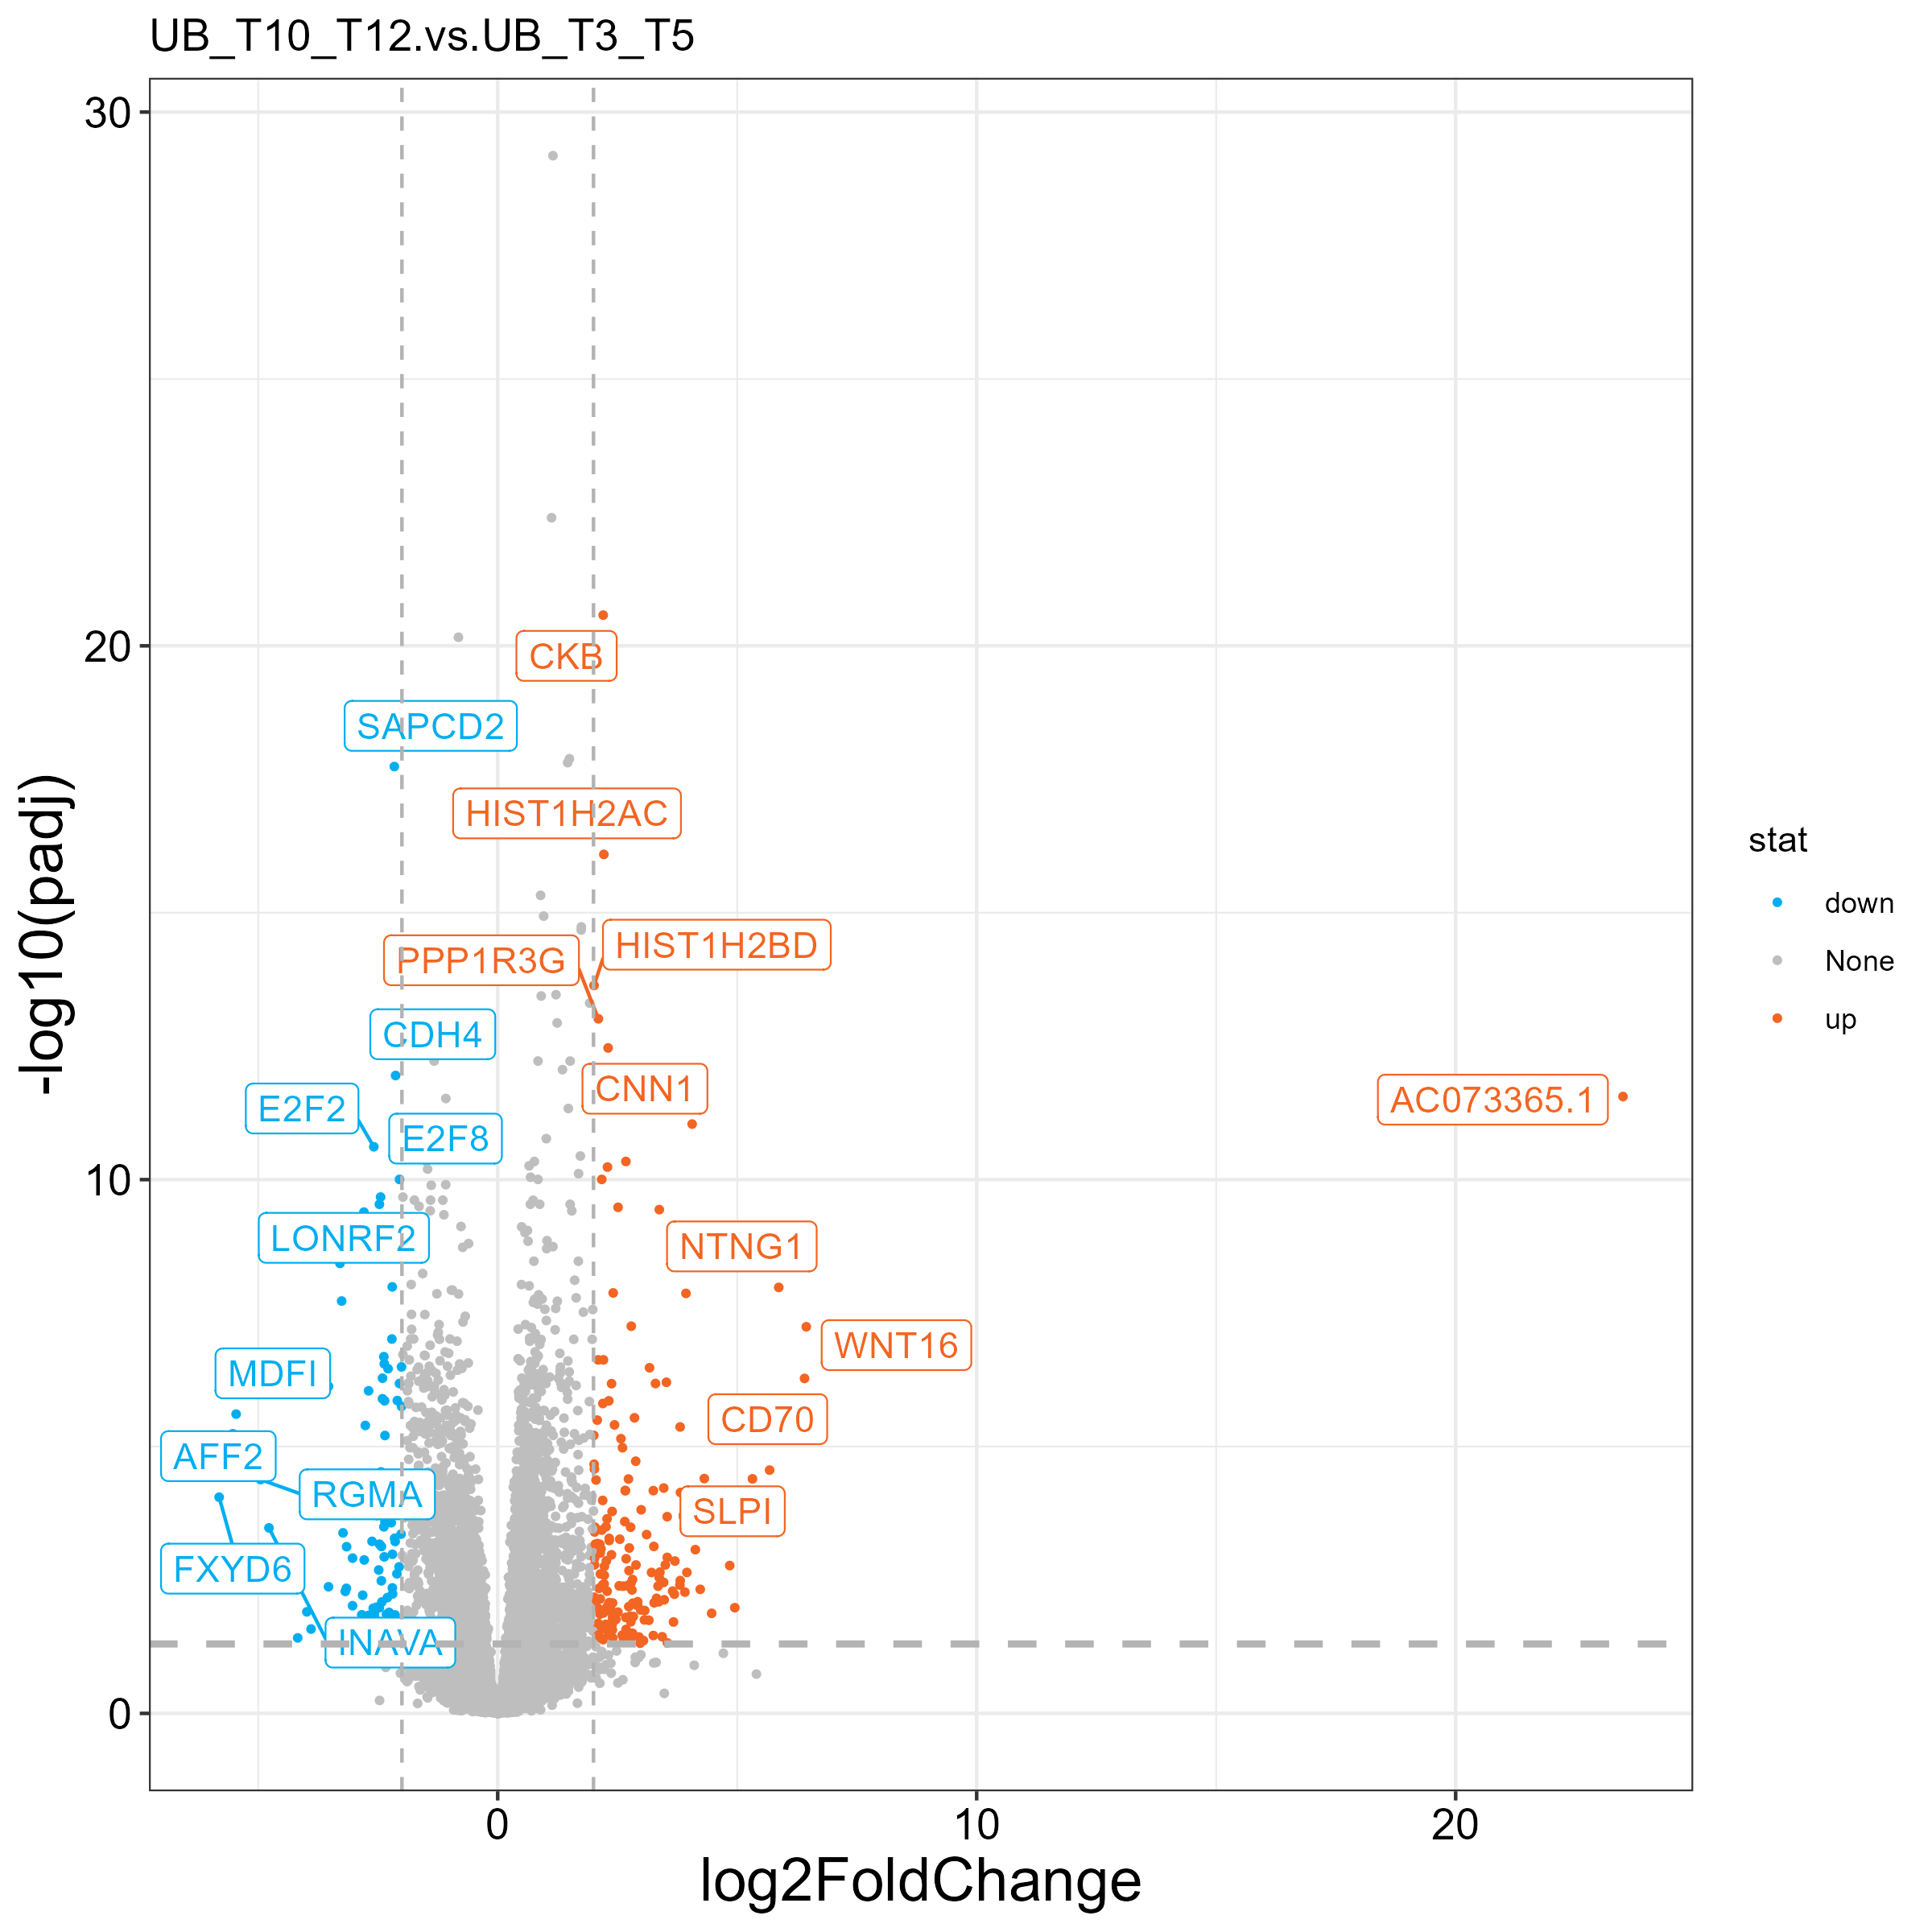 UB_T10_T12.vs.UB_T3_T5
30
20
10
0
-log10(padj)
CKB
SAPCD2
HIST1H2AC
HIST1H2BD
PPP1R3G
CDH4
CNN1
AC073365.1
E2F2
E2F8
LONRF2
NTNG1
WNT16
MDFI
CD70
AFF2
RGMA
SLPI
FXYD6
INAVA
0
10
20
log2FoldChange
stat
down
None
up